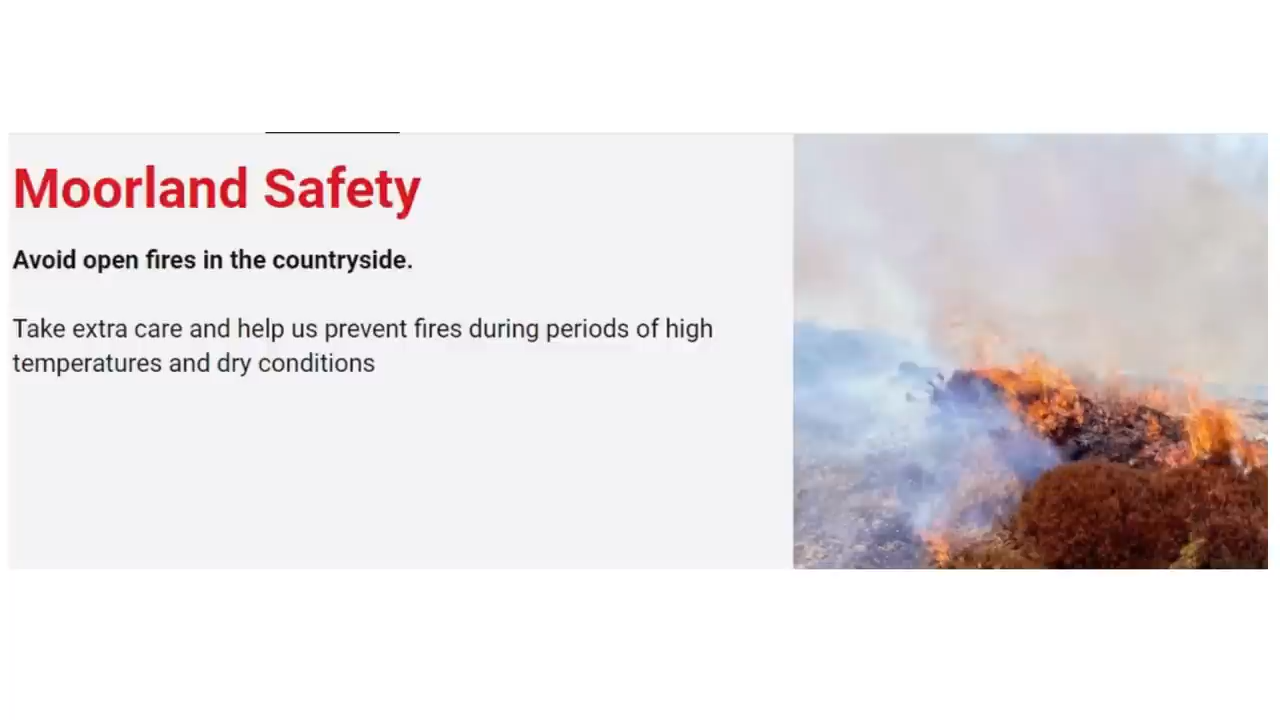 Moorland Safety
Avoid open fires in the countryside.
Take extra care and help us prevent fires during periods of high
temperatures and dry conditions